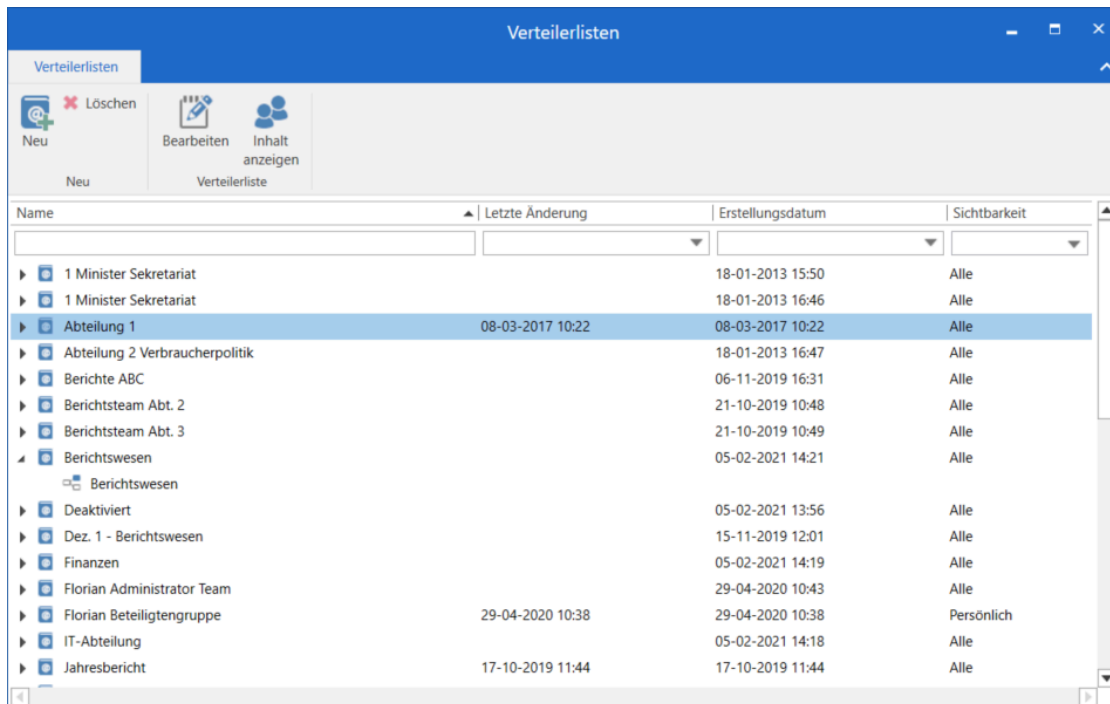 Verteilerlisten
Verteilerlisten
Löschen
Neu
Bearbeiten
Inhalt anzeigen
Neu
Verteilerliste
Name Letzte Änderung Erstellungsdatum Sichtbarkeit
1 Minister Sekretariat 18-01-2013 15:50 Alle
1 Minister Sekretariat 18-01-2013 16:46 Alle
Abteilung 1 08-03-2017 10:22 08-03-2017 10:22 Alle
Abteilung 2 Verbraucherpolitik 18-01-2013 16:47 Alle
Berichte ABC 06-11-2019 16:31 Alle
Berichtsteam Abt. 2 21-10-2019 10:48 Alle
Berichtsteam Abt. 3 21-10-2019 10:49 Alle
Berichtswesen 05-02-2021 14:21 Alle
Berichtswesen
Deaktiviert 05-02-2021 13:56 Alle
Dez. 1 - Berichtswesen 15-11-2019 12:01 Alle
Finanzen 05-02-2021 14:19 Alle
Florian Administrator Team 29-04-2020 10:43 Alle
Florian Beteiligtengruppe 29-04-2020 10:38 29-04-2020 10:38 Persönlich
IT-Abteilung 05-02-2021 14:18 Alle
Jahresbericht 17-10-2019 11:44 17-10-2019 11:44 Alle